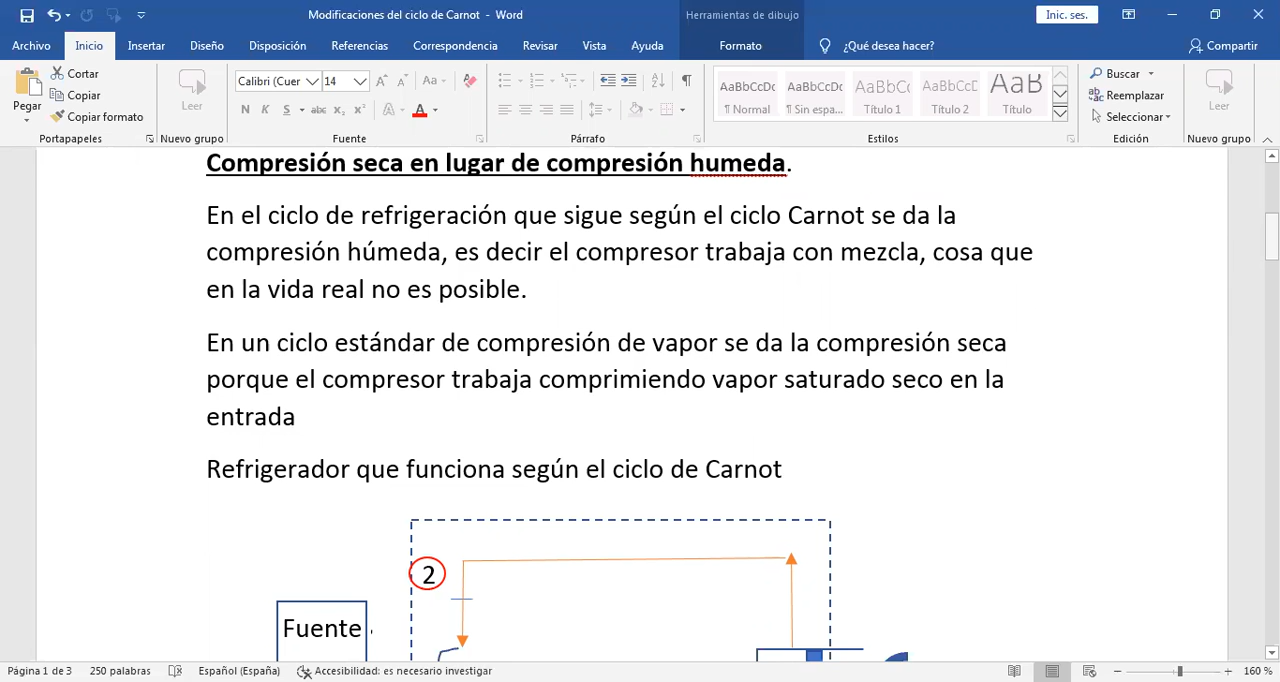 Modificaciones del ciclo de Carnot - Word
Herramientas de dibujo
Inic. ses.
Archivo Inicio Insertar Diseño Disposición Referencias Correspondencia Revisar Vista Ayuda Formato ¿Qué desea hacer? Compartir
Pegar
Cortar
Copiar
Copiar formato
Portapapeles
Leer
Nuevo grupo
Calibri (Cuer 14
N K S abc x₂ x² A A
Fuente
Párrafo
AaBbCcDc AaBbCcDc AaBbCc AaBbCcD AaB
¶ Normal ¶ Sin espa... Título 1 Título 2 Título
Estilos
Buscar
Reemplazar
Seleccionar
Edición
Leer
Nuevo grupo
Compresión seca en lugar de compresión humeda.
En el ciclo de refrigeración que sigue según el ciclo Carnot se da la
compresión húmeda, es decir el compresor trabaja con mezcla, cosa que
en la vida real no es posible.
En un ciclo estándar de compresión de vapor se da la compresión seca
porque el compresor trabaja comprimiendo vapor saturado seco en la
entrada
Refrigerador que funciona según el ciclo de Carnot
2
Fuente
Página 1 de 3 250 palabras Español (España) Accesibilidad: es necesario investigar 160 %